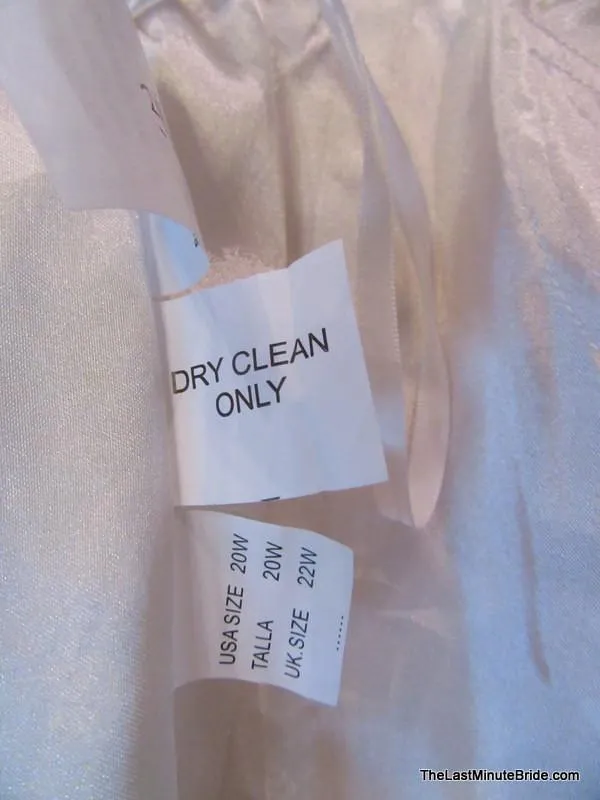 DRY CLEAN
ONLY
USA SIZE 20W
TALLA 20W
UK.SIZE 22W
......
TheLastMinuteBride.com